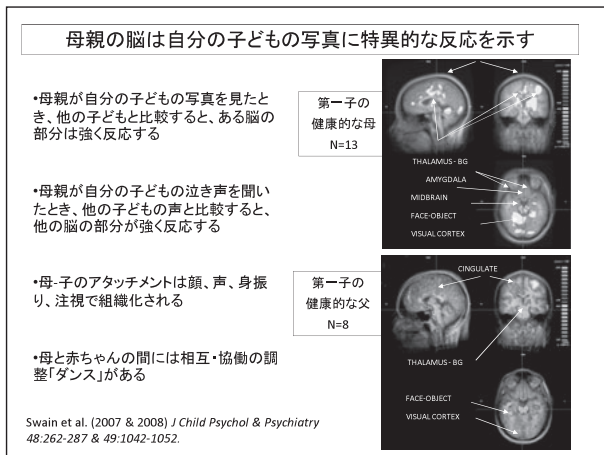 母親の脳は自分の子どもの写真に特異的な反応を示す
•母親が自分の子どもの写真を見たと
き、他の子どもと比較すると、ある脳の
部分は強く反応する
•母親が自分の子どもの泣き声を聞い
たとき、他の子どもの声と比較すると、
他の脳の部分が強く反応する
•母-子のアタッチメントは顔、声、身振
り、注視で組織化される
•母と赤ちゃんの間には相互・協働の調
整「ダンス」がある
Swain et al. (2007 & 2008) J Child Psychol & Psychiatry
48:262-287 & 49:1042-1052.
第一子の
健康的な母
N=13
THALAMUS - BG
AMYGDALA
MIDBRAIN
FACE-OBJECT
VISUAL CORTEX
第一子の
健康的な父
N=8
CINGULATE
THALAMUS - BG
FACE-OBJECT
VISUAL CORTEX